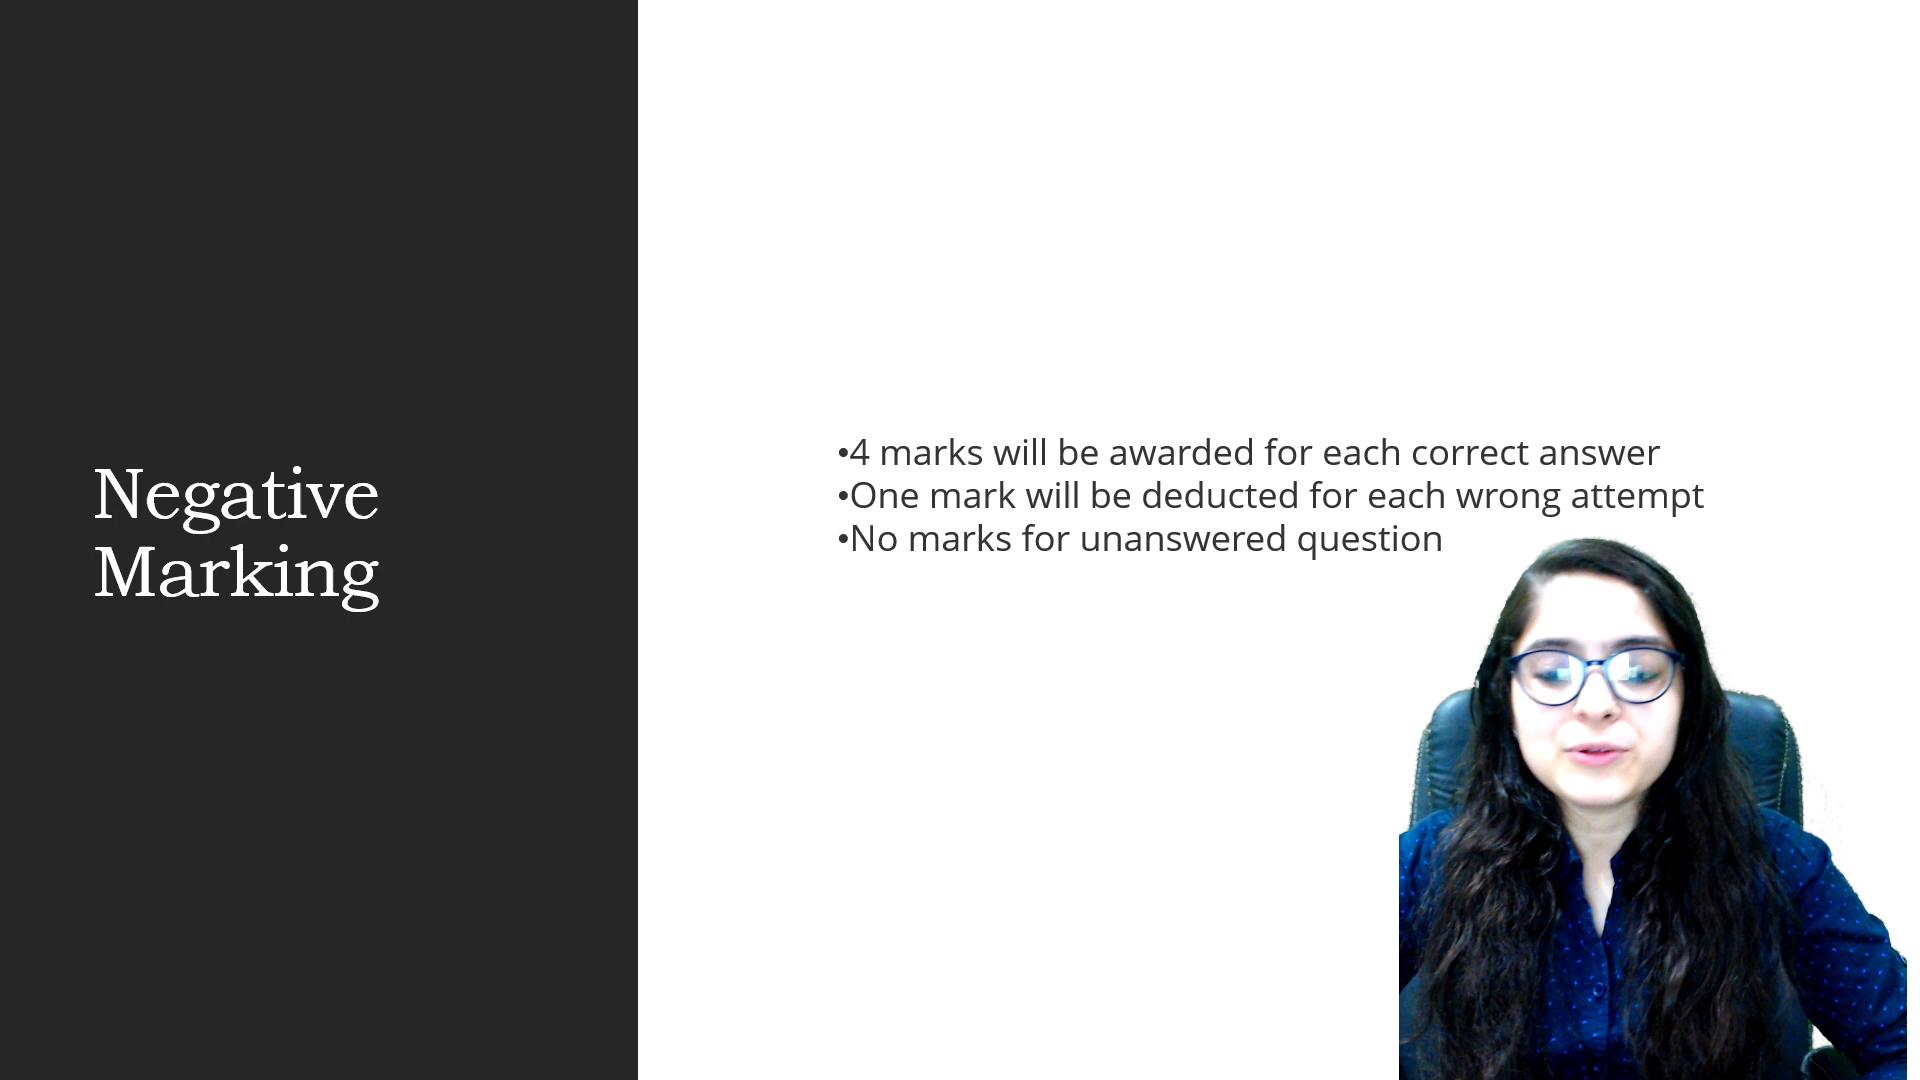 Negative
Marking
•4 marks will be awarded for each correct answer
•One mark will be deducted for each wrong attempt
•No marks for unanswered question